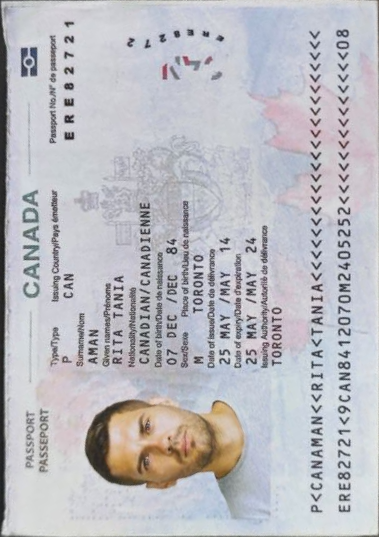 PASSPORT
PASSEPORT
CANADA
Type/Type
Issuing Country/Pays émetteur
Passport No./N° de passeport
P
CAN
ERE82721
Surname/Nom
AMAN
Given names/Prénoms
RITA TANIA
Nationality/Nationalité
CANADIAN/CANADIENNE
Date of birth/Date de naissance
07 DEC /DEC 84
Sex/Sexe
Place of birth/Lieu de naissance
M
TORONTO
Date of issue/Date de délivrance
25 MAY /MAY 14
Date of expiry/Date d'expiration
25 MAY /MAY 24
Issuing Authority/Autorité de délivrance
TORONTO
ERE8272
P<CANAMAN<<RITA<TANIA<<<<<<<<<<<<<<<<<<<<<<<
ERE82721<9CAN8412070M2405252<<<<<<<<<<<<<<08